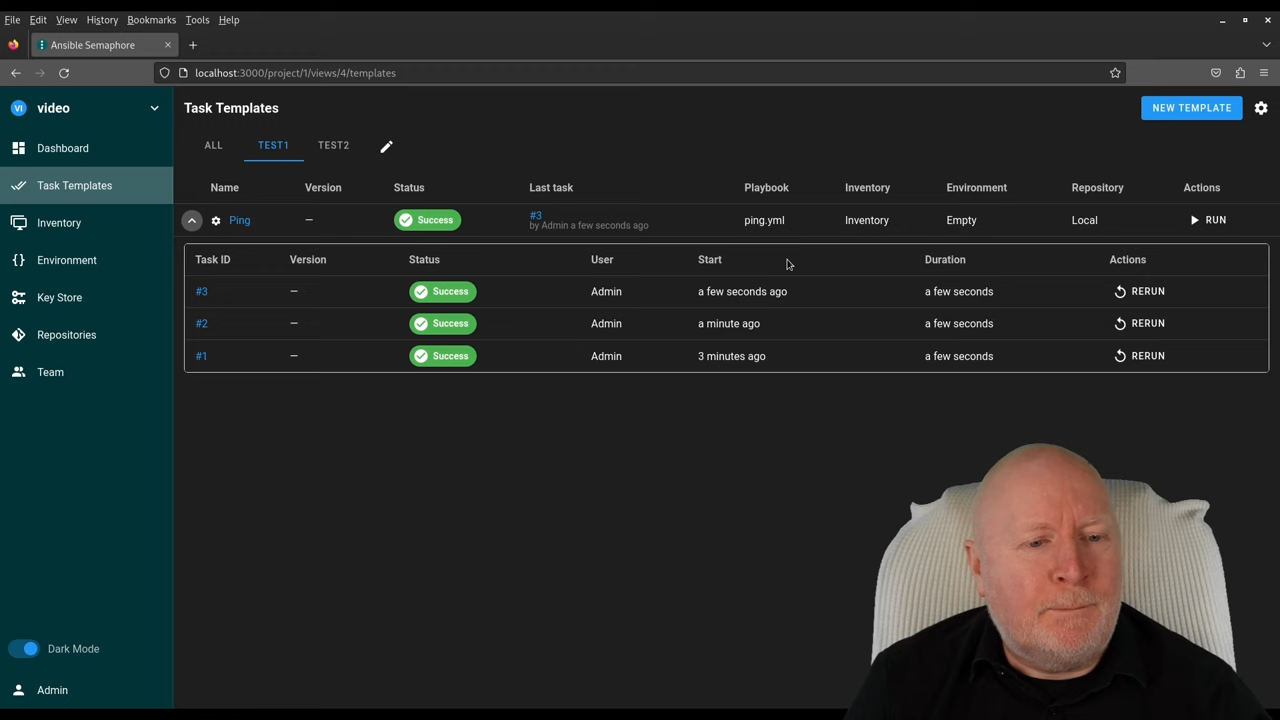 File Edit View History Bookmarks Tools Help
Ansible Semaphore
localhost:3000/project/1/views/4/templates
VI video
Task Templates
NEW TEMPLATE
Dashboard
ALL TEST1 TEST2
Task Templates
Name Version Status Last task Playbook Inventory Environment Repository Actions
Inventory
Ping — Success #3 ping.yml Inventory Empty Local RUN
by Admin a few seconds ago
Environment
Task ID Version Status User Start Duration Actions
Key Store
#3 — Success Admin a few seconds ago a few seconds RERUN
Repositories
#2 — Success Admin a minute ago a few seconds RERUN
#1 — Success Admin 3 minutes ago a few seconds RERUN
Team
Dark Mode
Admin